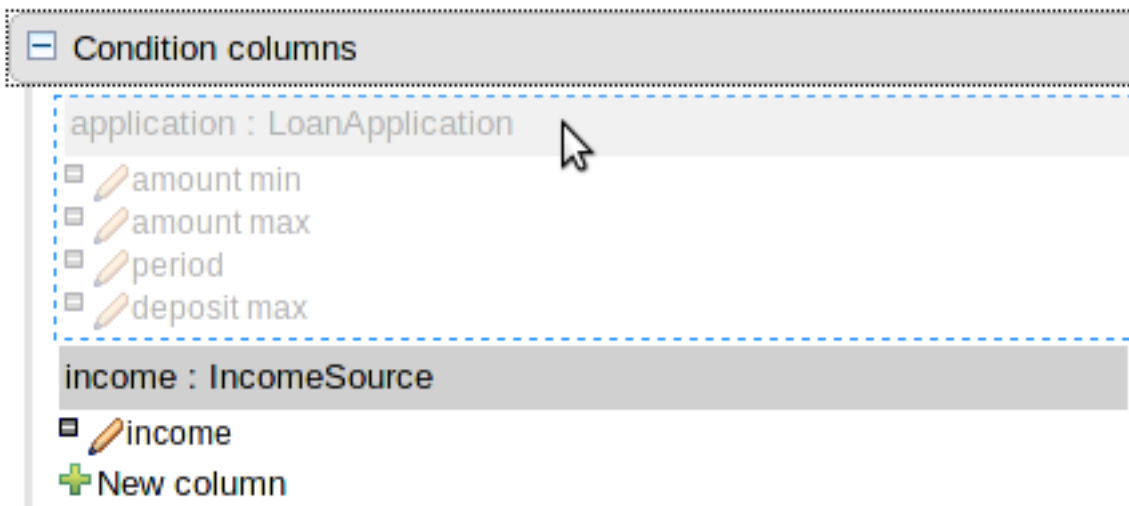 Condition columns
application : LoanApplication
amount min
amount max
period
deposit max
income : IncomeSource
income
New column